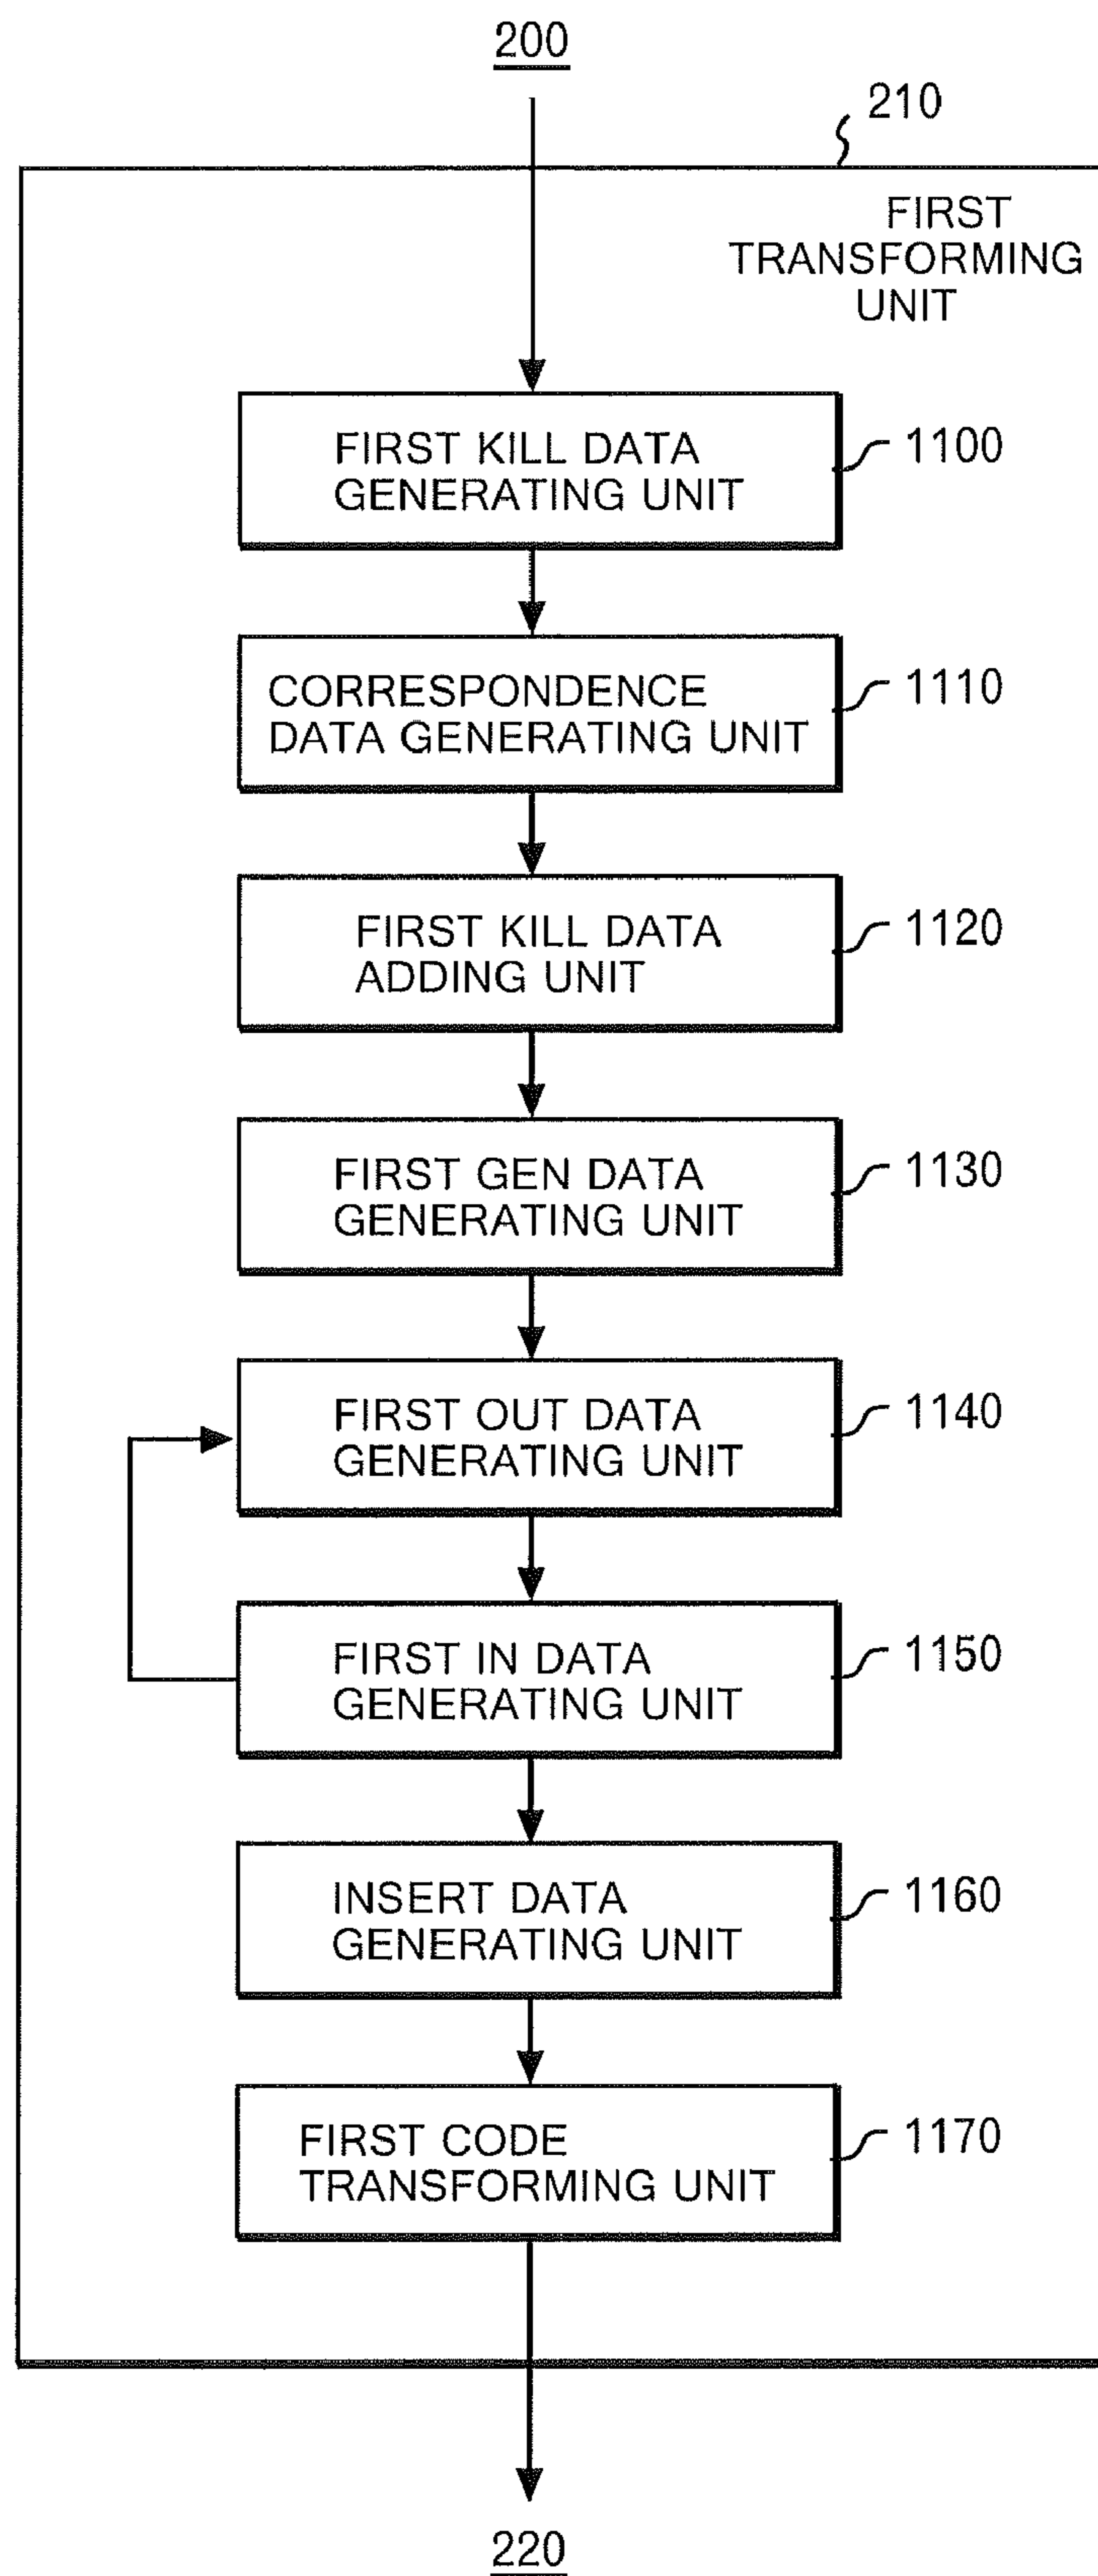 200
210
FIRST
TRANSFORMING
UNIT
FIRST KILL DATA
GENERATING UNIT
1100
CORRESPONDENCE
DATA GENERATING UNIT
1110
FIRST KILL DATA
ADDING UNIT
1120
FIRST GEN DATA
GENERATING UNIT
1130
FIRST OUT DATA
GENERATING UNIT
1140
FIRST IN DATA
GENERATING UNIT
1150
INSERT DATA
GENERATING UNIT
1160
FIRST CODE
TRANSFORMING UNIT
1170
220